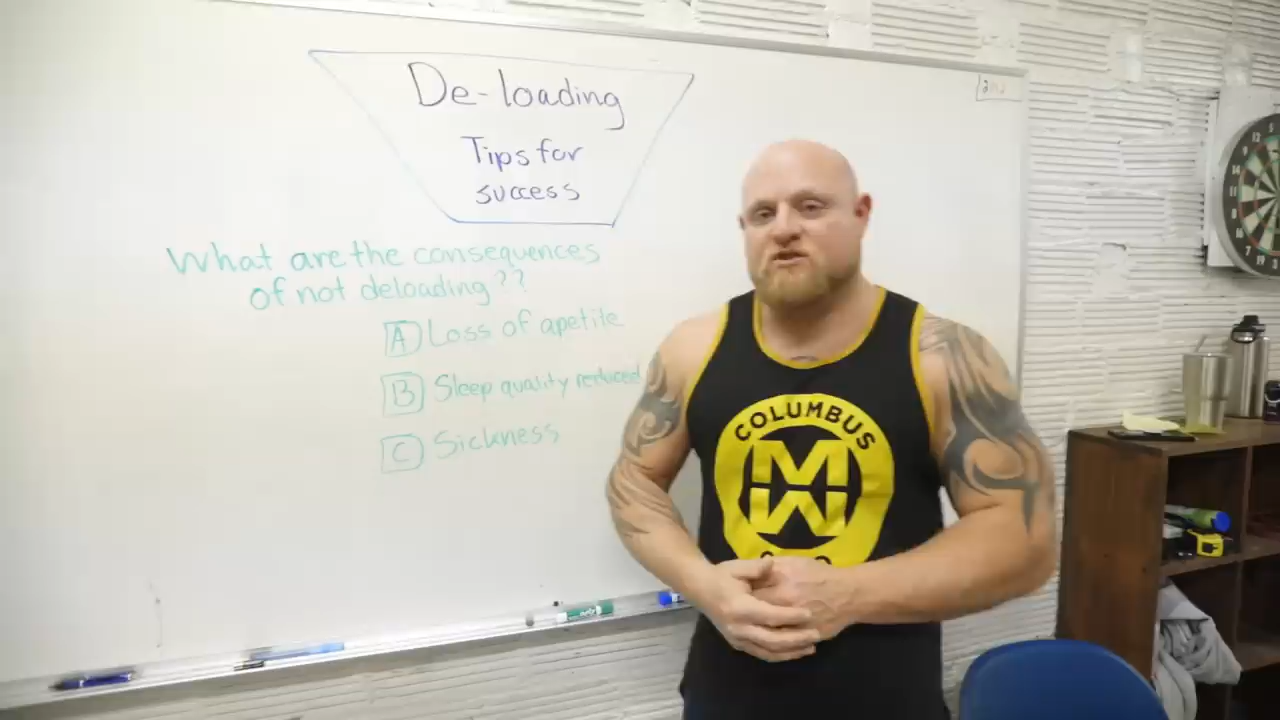 De-loading
Tips for
success
What are the consequences
of not deloading??
A Loss of apetite
B Sleep quality reduced
C Sickness
COLUMBUS
MW